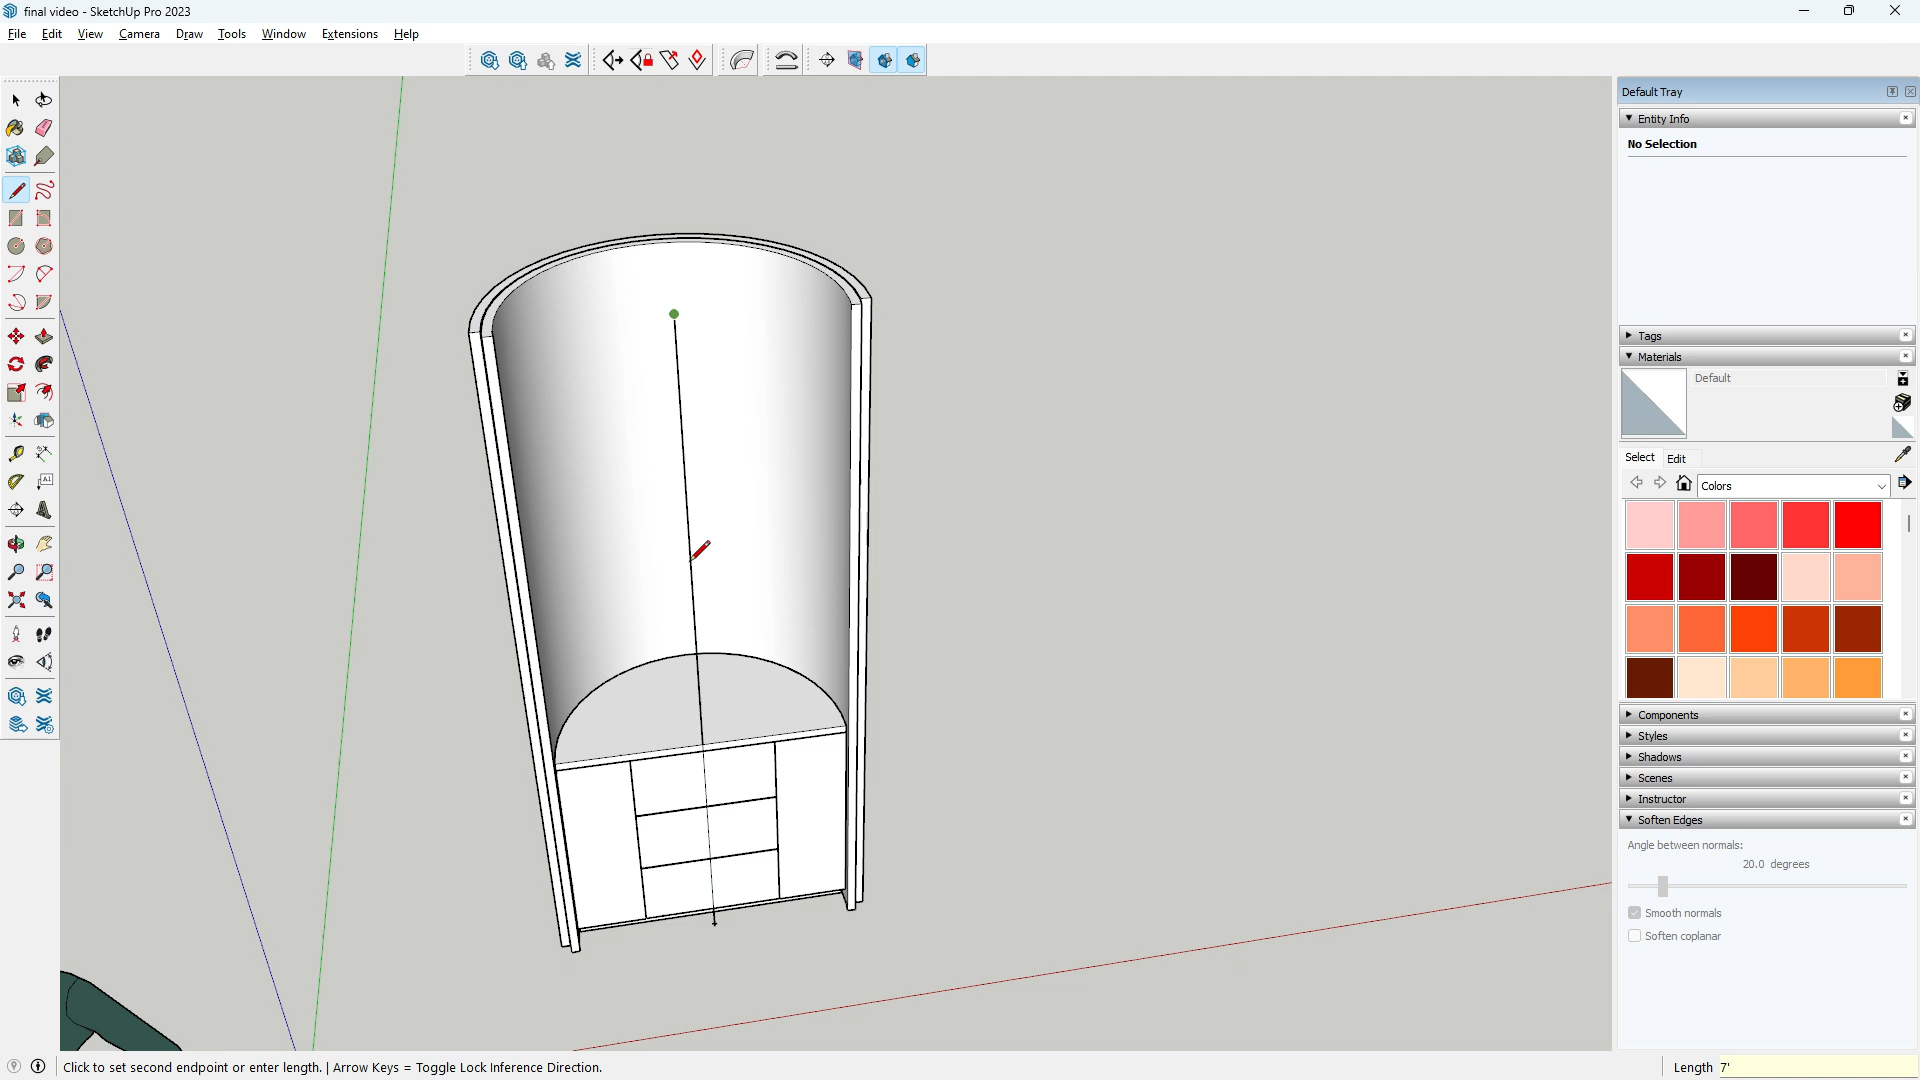 final video - SketchUp Pro 2023
File Edit View Camera Draw Tools Window Extensions Help
Default Tray
Entity Info
No Selection
Tags
Materials
Default
Select Edit
Colors
Components
Styles
Shadows
Scenes
Instructor
Soften Edges
Angle between normals:
20.0 degrees
Smooth normals
Soften coplanar
Click to set second endpoint or enter length. | Arrow Keys = Toggle Lock Inference Direction.
Length 7'